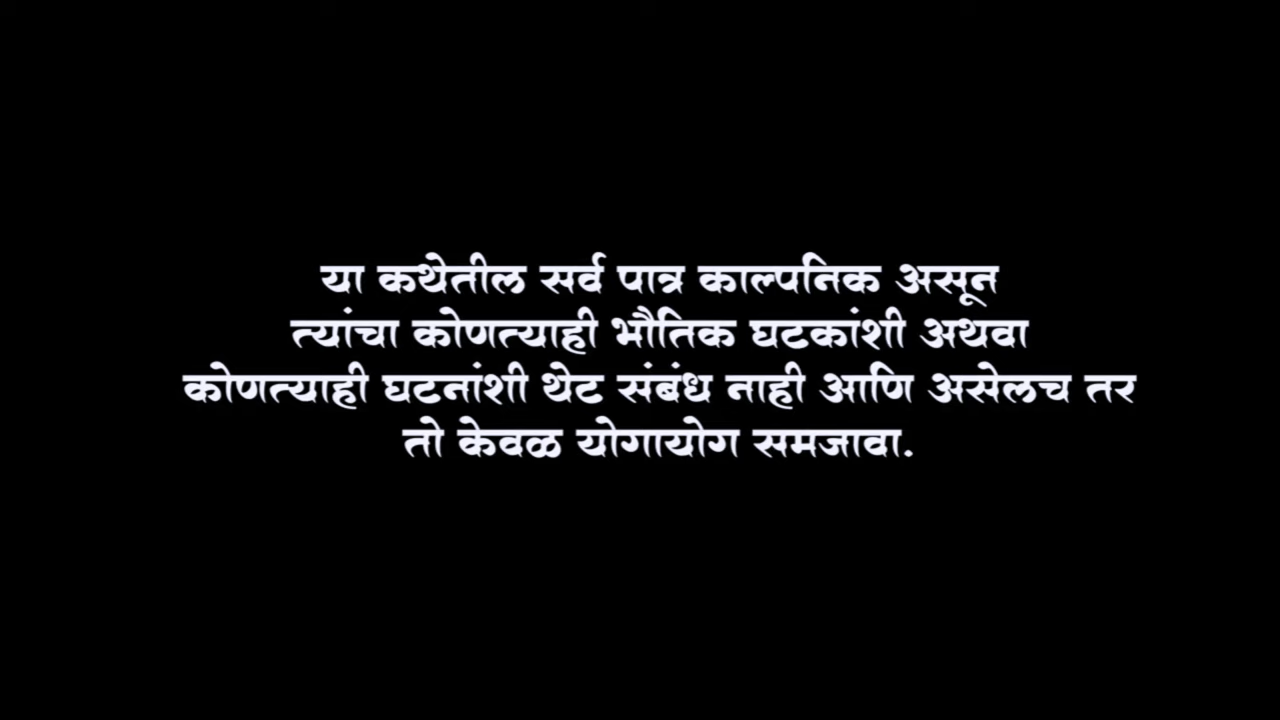 या कथेतील सर्व पात्र काल्पनिक असून
त्यांचा कोणत्याही भौतिक घटकांशी अथवा
कोणत्याही घटनांशी थेट संबंध नाही आणि असेलच तर
तो केवळ योगायोग समजावा.